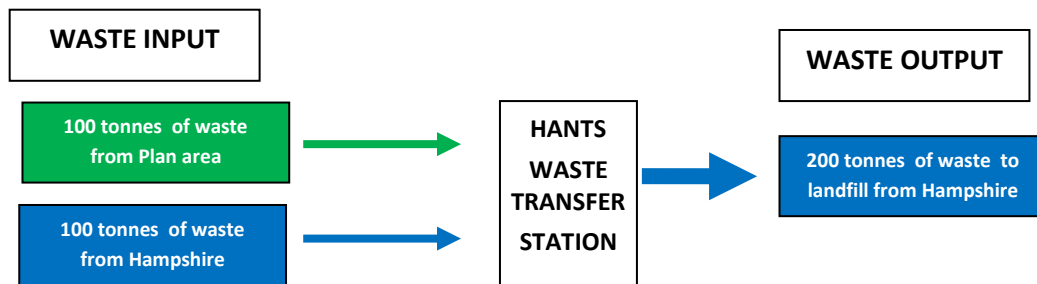 WASTE INPUT
100 tonnes of waste
from Plan area
100 tonnes of waste
from Hampshire
HANTS
WASTE
TRANSFER
STATION
WASTE OUTPUT
200 tonnes of waste to
landfill from Hampshire